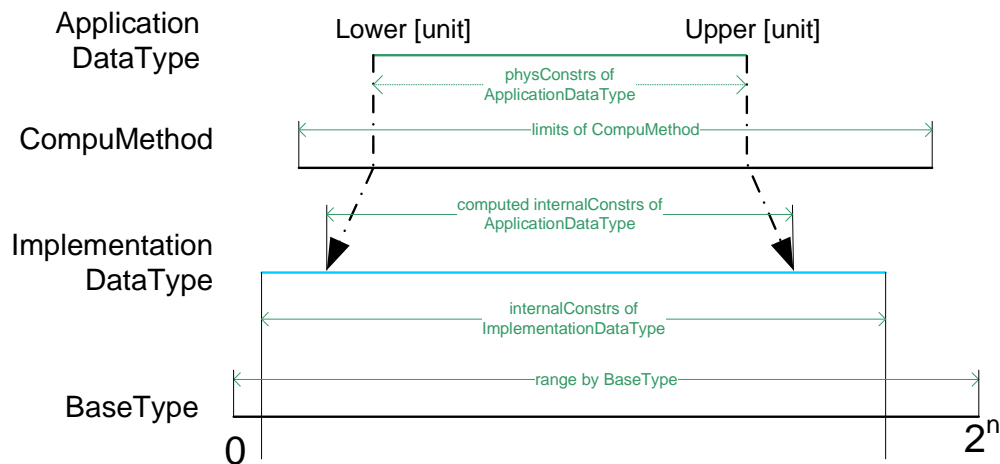 Application
DataType
Lower [unit]
Upper [unit]
physConstrs of
ApplicationDataType
CompuMethod
limits of CompuMethod
computed internalConstrs of
ApplicationDataType
Implementation
DataType
internalConstrs of
ImplementationDataType
range by BaseType
BaseType
0
2ⁿ